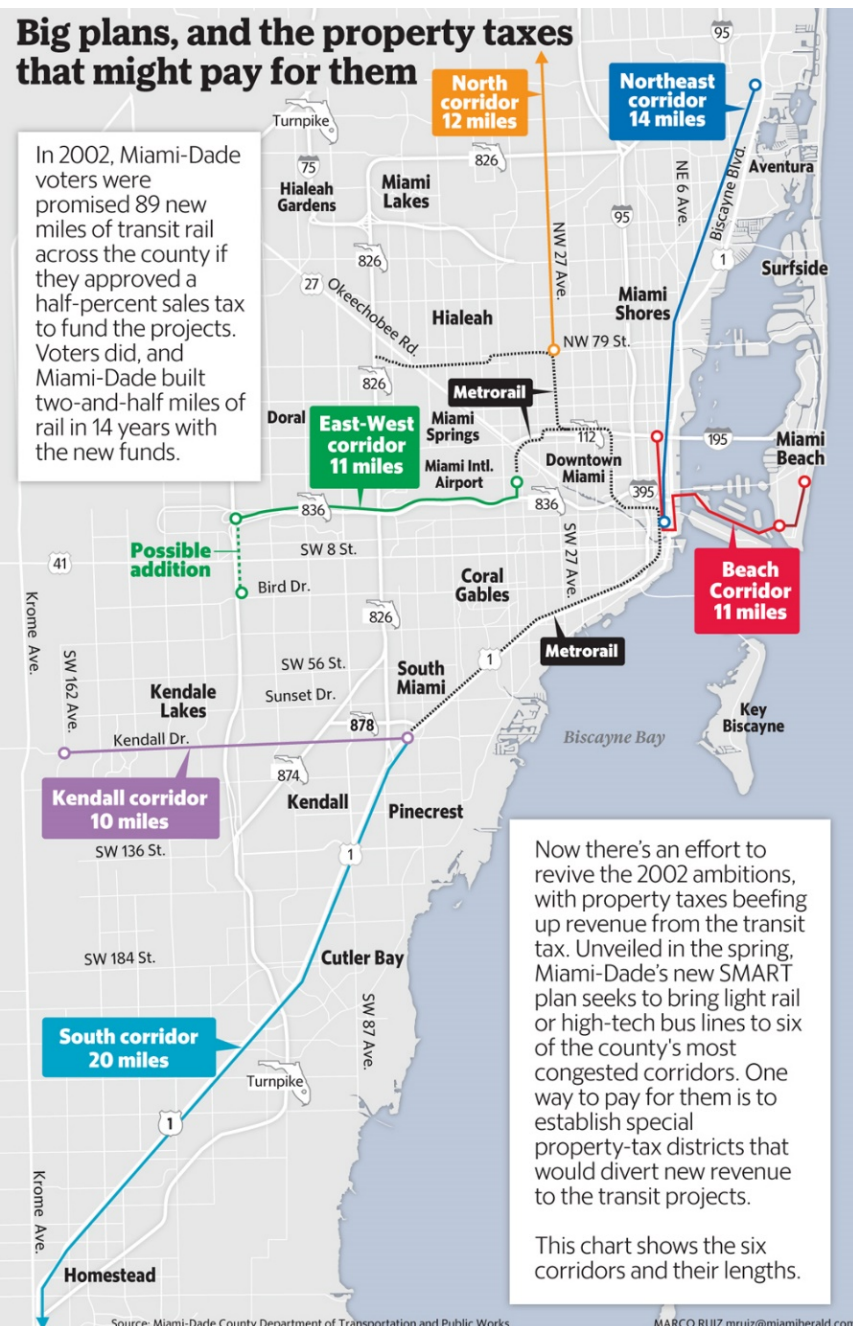 Big plans, and the property taxes
that might pay for them
In 2002, Miami-Dade
voters were
promised 89 new
miles of transit rail
across the county if
they approved a
half-percent sales tax
to fund the projects.
Voters did, and
Miami-Dade built
two-and-half miles of
rail in 14 years with
the new funds.
North
corridor
12 miles
Northeast
corridor
14 miles
95
Turnpike
75
826
Hialeah
Gardens
Miami
Lakes
NE 6 Ave.
Biscayne Blvd.
Aventura
95
NW 27 Ave.
826
1
Surfside
27
Okeechobee Rd.
Miami
Shores
Hialeah
NW 79 St.
826
Metrorail
Doral
East-West
corridor
11 miles
Miami
Springs
112
195
Miami
Beach
Miami Intl.
Airport
Downtown
Miami
395
836
836
SW 27 Ave.
Possible
addition
SW 8 St.
41
Bird Dr.
Coral
Gables
Beach
Corridor
11 miles
Krome Ave.
826
Metrorail
SW 162 Ave.
SW 56 St.
South
Miami
1
Sunset Dr.
Kendale
Lakes
878
Key
Biscayne
Kendall Dr.
Biscayne Bay
874
Kendall corridor
10 miles
Kendall
Pinecrest
SW 136 St.
1
SW 184 St.
Cutler Bay
SW 87 Ave.
South corridor
20 miles
Turnpike
1
Krome Ave.
Homestead
Now there's an effort to
revive the 2002 ambitions,
with property taxes beefing
up revenue from the transit
tax. Unveiled in the spring,
Miami-Dade's new SMART
plan seeks to bring light rail
or high-tech bus lines to six
of the county's most
congested corridors. One
way to pay for them is to
establish special
property-tax districts that
would divert new revenue
to the transit projects.
This chart shows the six
corridors and their lengths.
Source: Miami-Dade County Department of Transportation and Public Works
MARCO RUIZ mruiz@miamiherald.com